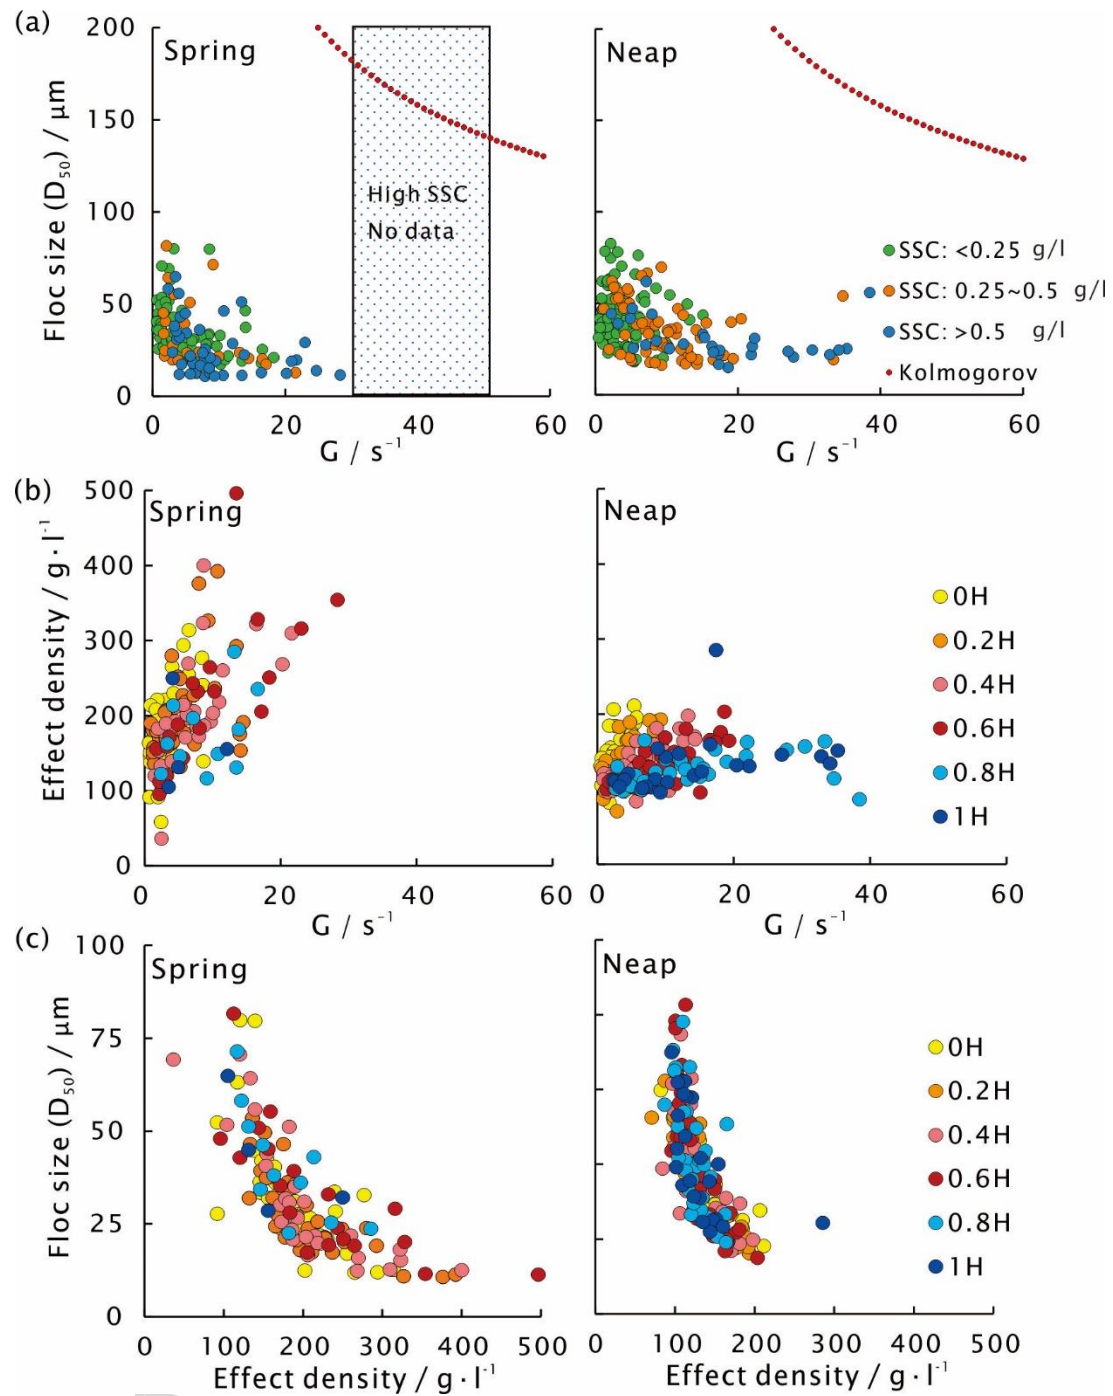 (a)
200
150
100
50
0
Floc size (D₅₀) / μm
Spring
High SSC
No data
0 20 40 60
G / s⁻¹
Neap
SSC: <0.25 g/l
SSC: 0.25~0.5 g/l
SSC: >0.5 g/l
Kolmogorov
0 20 40 60
G / s⁻¹
(b)
500
400
300
200
100
0
Effect density / g·l⁻¹
Spring
0 20 40 60
G / s⁻¹
Neap
0H
0.2H
0.4H
0.6H
0.8H
1H
0 20 40 60
G / s⁻¹
(c)
100
75
50
25
0
Floc size (D₅₀) / μm
Spring
0 100 200 300 400 500
Effect density / g·l⁻¹
Neap
0H
0.2H
0.4H
0.6H
0.8H
1H
0 100 200 300 400 500
Effect density / g·l⁻¹